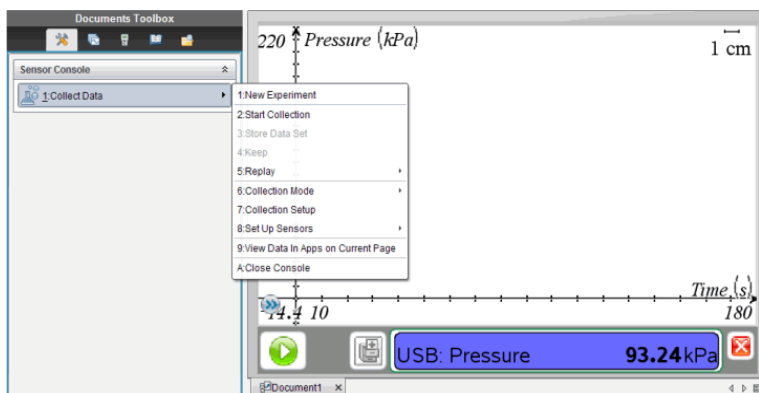 Documents Toolbox
Sensor Console
1:Collect Data
1:New Experiment
2:Start Collection
3:Store Data Set
4:Keep
5:Replay
6:Collection Mode
7:Collection Setup
8:Set Up Sensors
9:View Data In Apps on Current Page
A:Close Console
220 Pressure (kPa)
1 cm
Time (s)
-14.4 10 180
USB: Pressure 93.24kPa
Document1